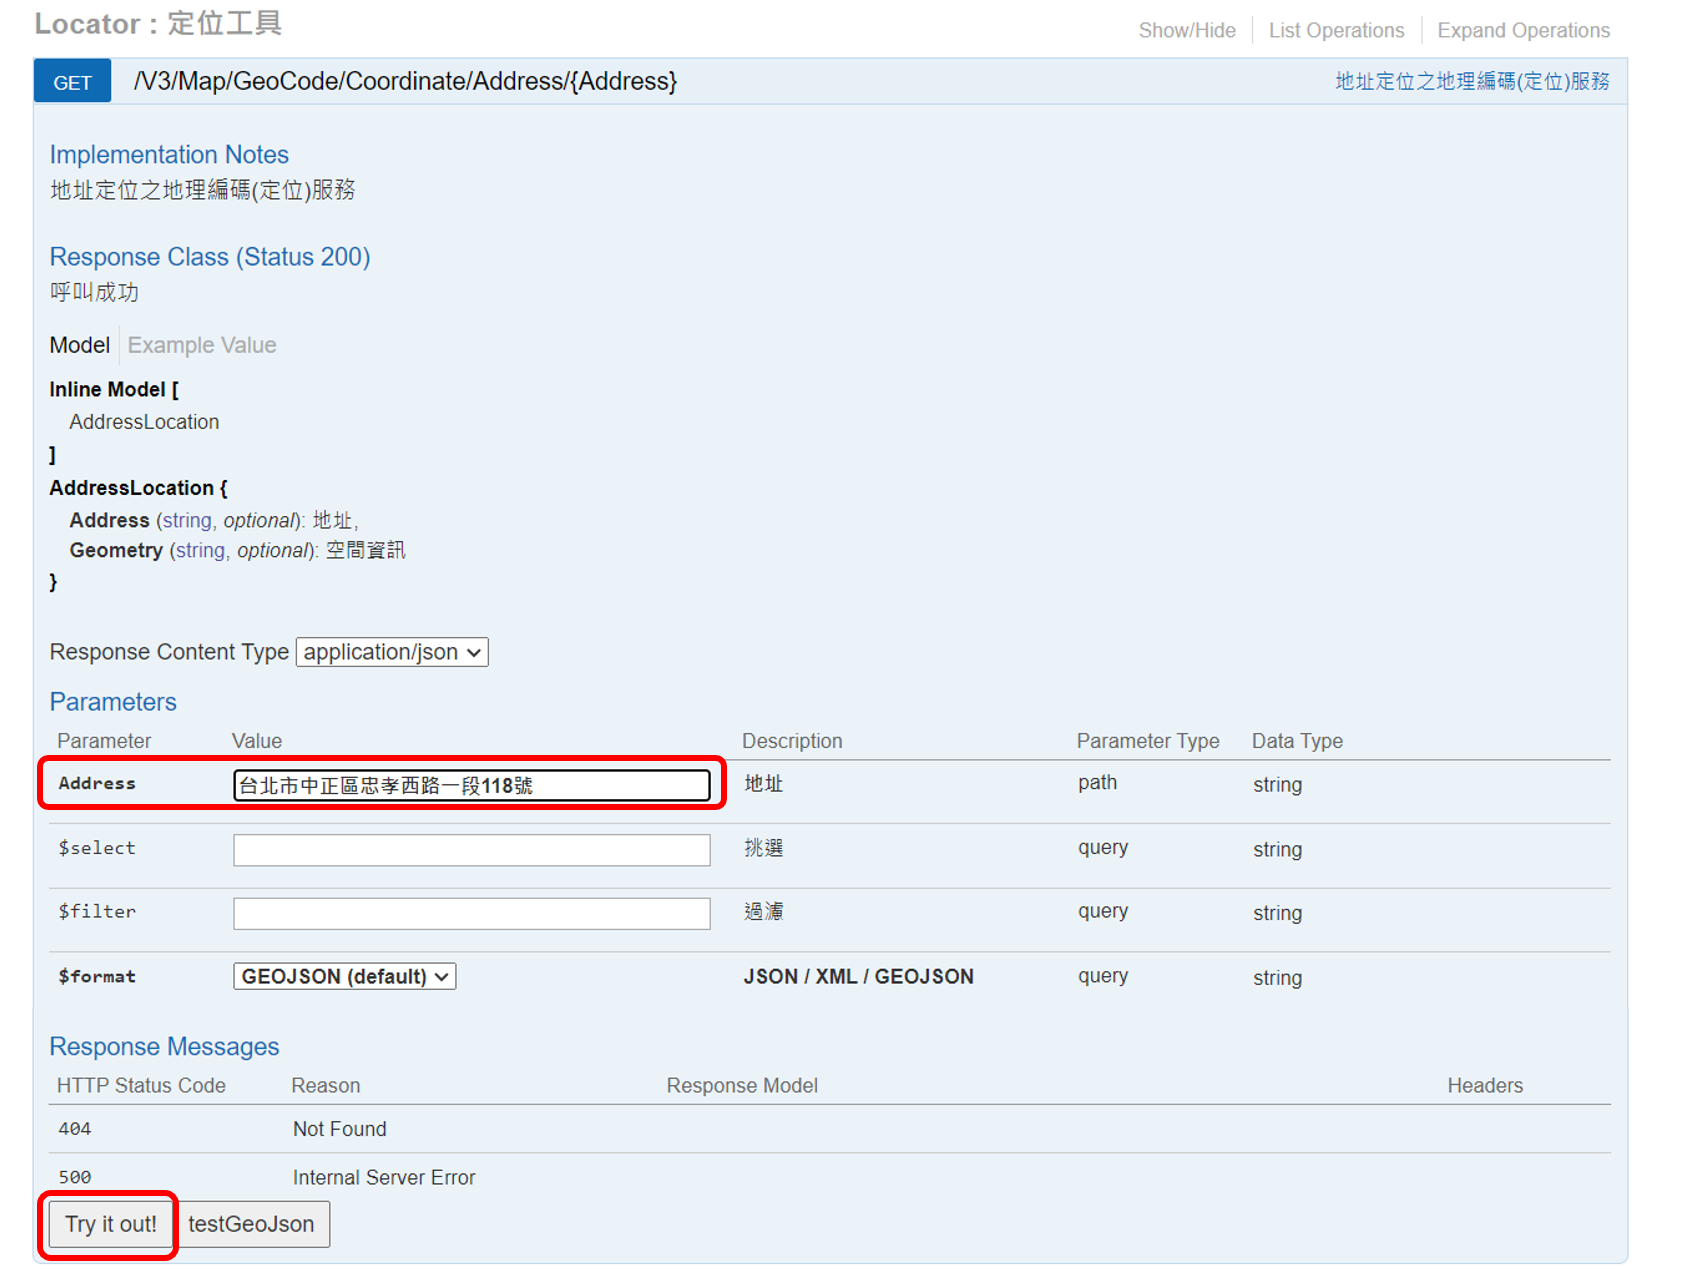 Locator : 定位工具
Show/Hide List Operations Expand Operations
GET /V3/Map/GeoCode/Coordinate/Address/{Address} 地址定位之地理編碼(定位)服務
Implementation Notes
地址定位之地理編碼(定位)服務
Response Class (Status 200)
呼叫成功
Model Example Value
Inline Model [
AddressLocation
]
AddressLocation {
Address (string, optional): 地址,
Geometry (string, optional): 空間資訊
}
Response Content Type application/json
Parameters
Parameter Value Description Parameter Type Data Type
Address 台北市中正區忠孝西路一段118號 地址 path string
$select 挑選 query string
$filter 過濾 query string
$format GEOJSON (default) JSON / XML / GEOJSON query string
Response Messages
HTTP Status Code Reason Response Model Headers
404 Not Found
500 Internal Server Error
Try it out! testGeoJson